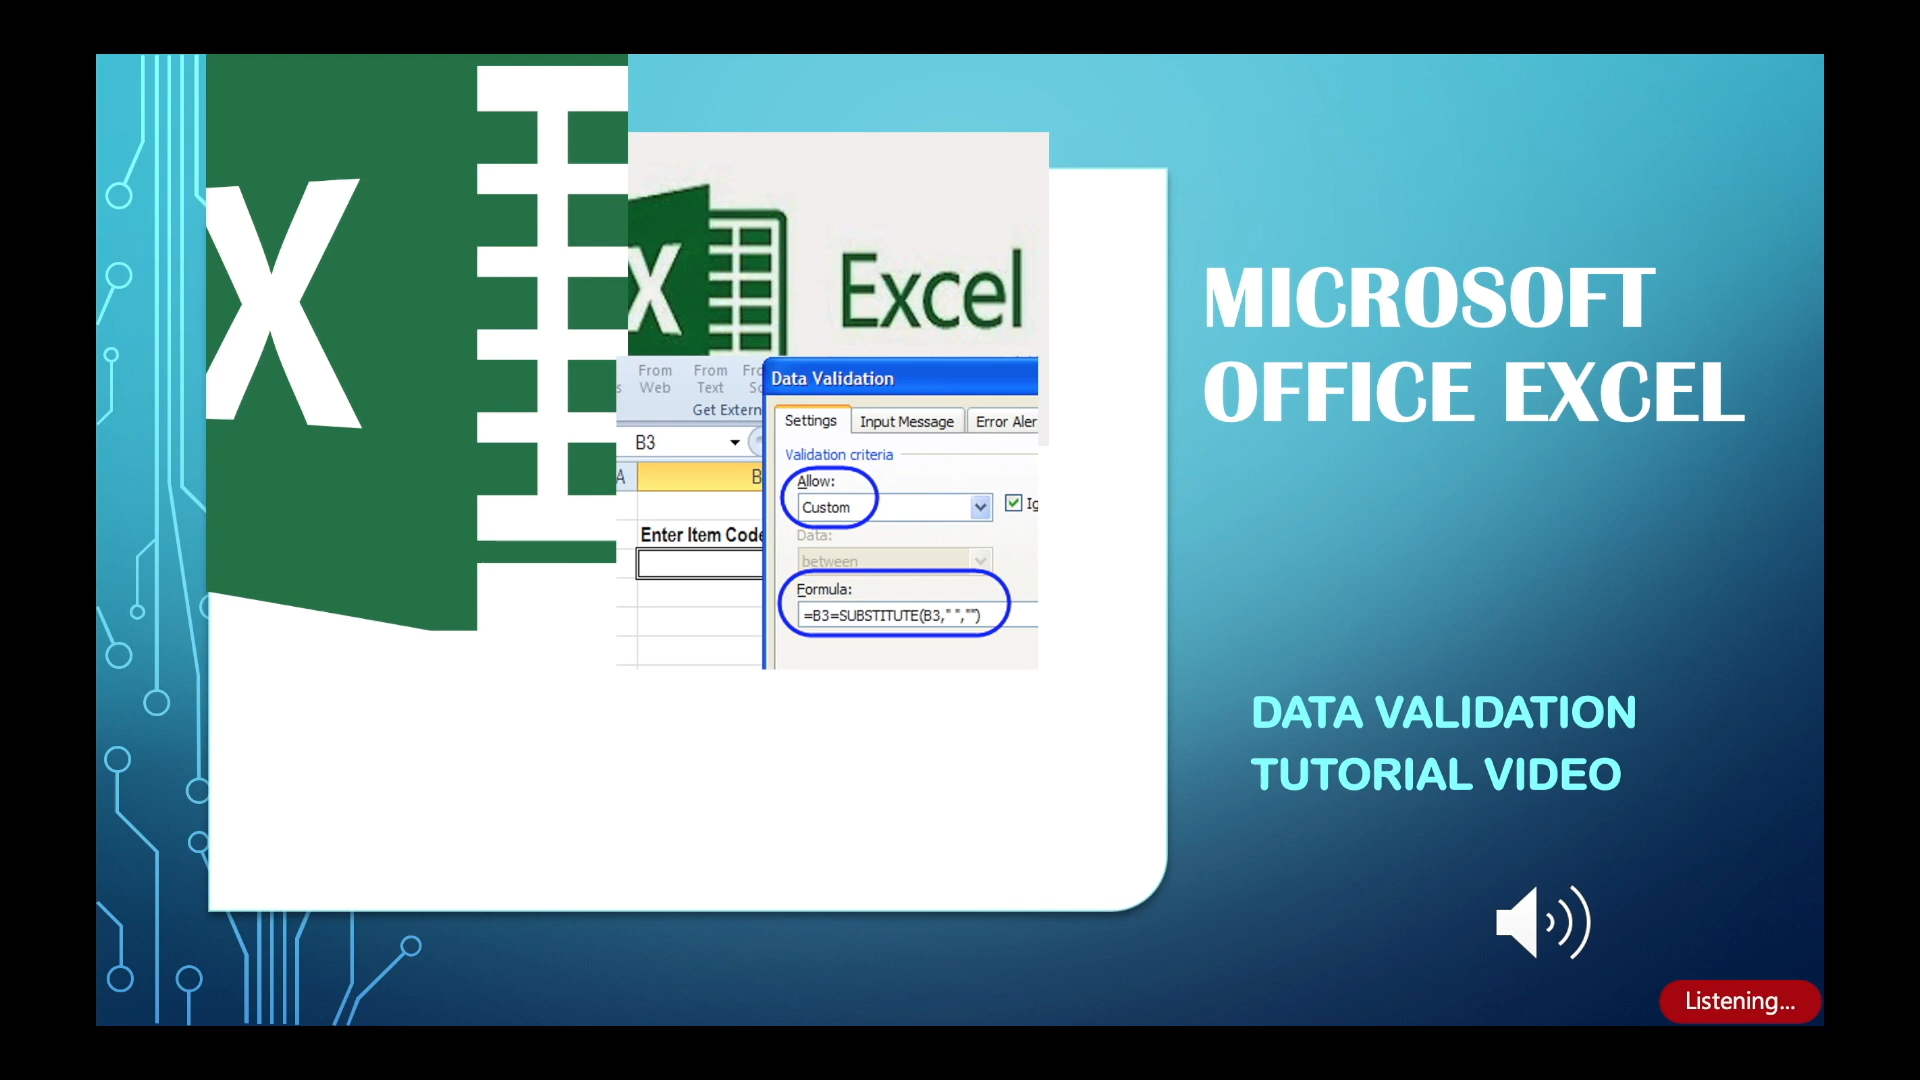 X
X
Excel
From From
Web Text
Get Extern
B3
A B
Enter Item Code
Data Validation
Settings Input Message Error Aler
Validation criteria
Allow:
Custom
Ig
Data:
between
Formula:
=B3=SUBSTITUTE(B3," ","")
MICROSOFT
OFFICE EXCEL
DATA VALIDATION
TUTORIAL VIDEO
Listening...